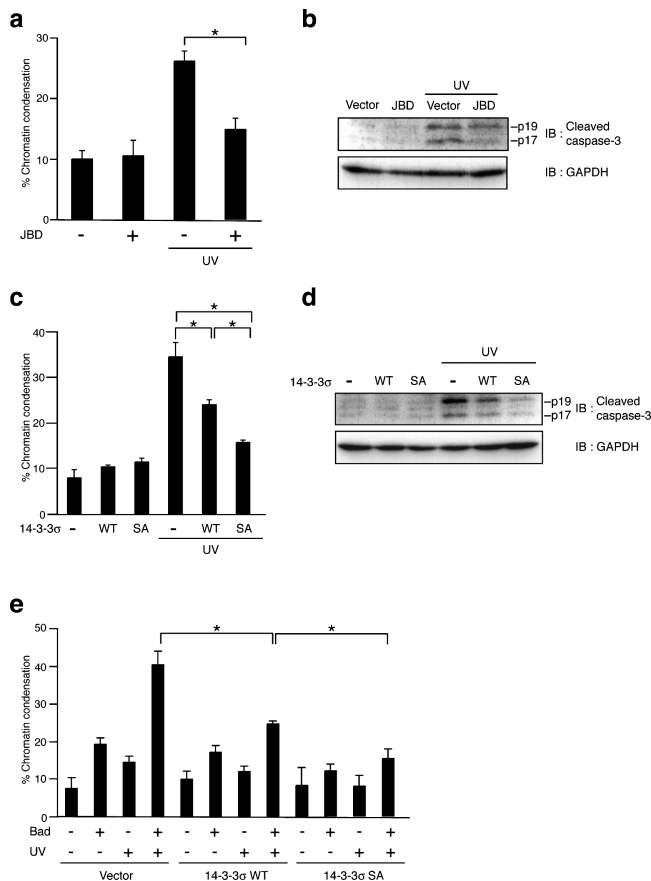 a
% Chromatin condensation
30
20
10
0
JBD - + - +
UV
*
b
UV
Vector JBD Vector JBD
–p19
–p17
IB : Cleaved
caspase-3
IB : GAPDH
c
% Chromatin condensation
40
30
20
10
0
*
* *
14-3-3σ - WT SA - WT SA
UV
d
UV
14-3-3σ - WT SA - WT SA
–p19
–p17
IB : Cleaved
caspase-3
IB : GAPDH
e
% Chromatin condensation
50
40
30
20
10
0
* *
Bad - + - + - + - + - + - +
UV - - + + - - + + - - + +
Vector 14-3-3σ WT 14-3-3σ SA